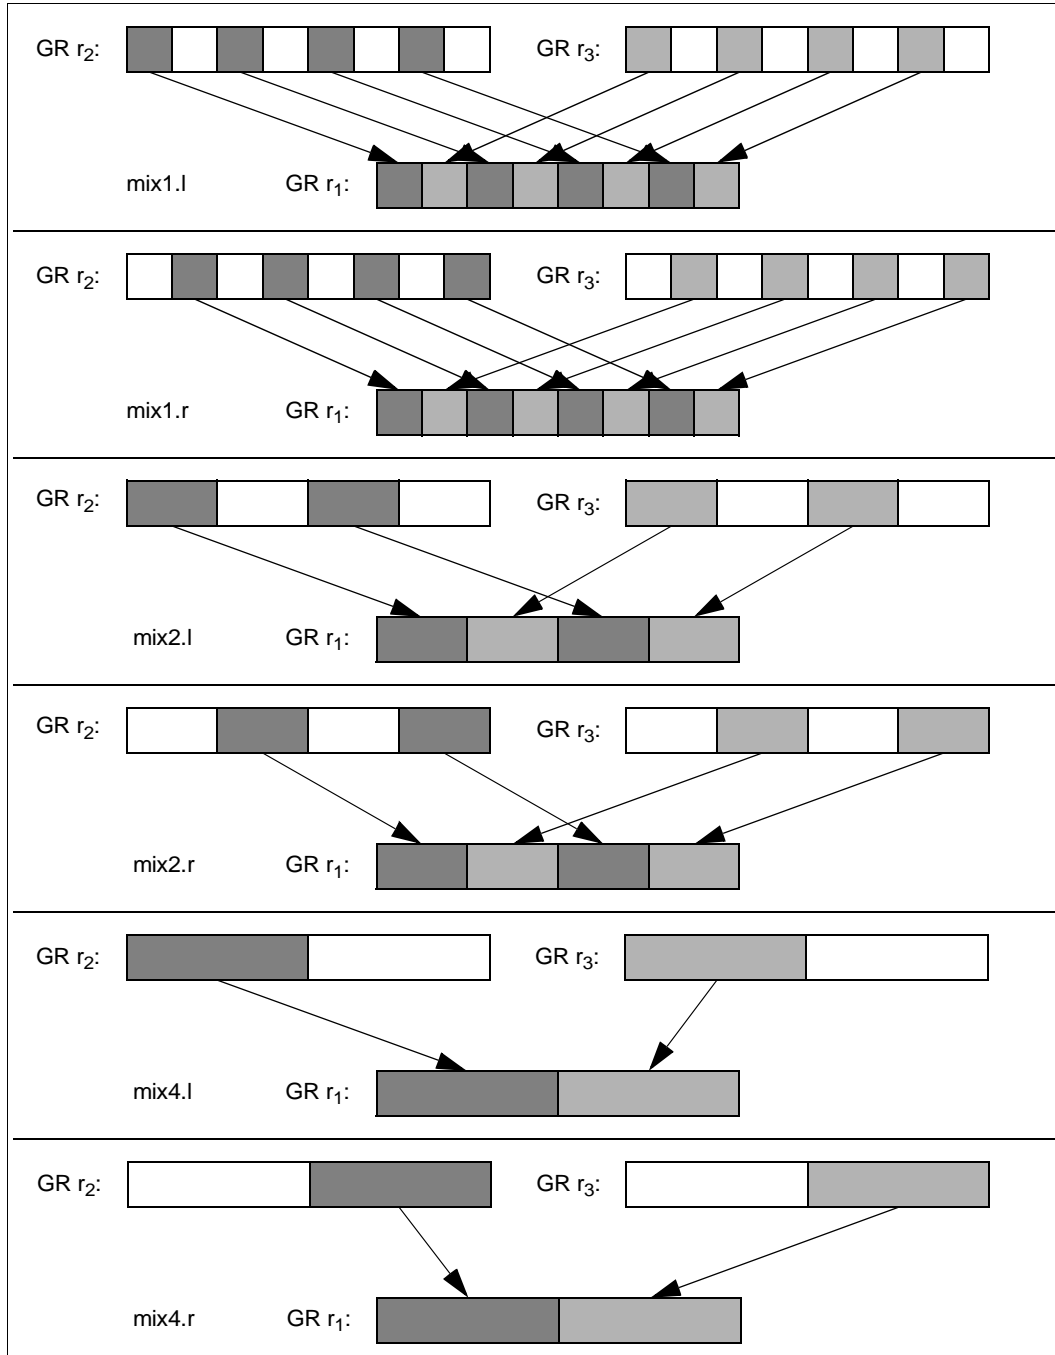 GR r2: GR r3:
mix1.l GR r1:
GR r2: GR r3:
mix1.r GR r1:
GR r2: GR r3:
mix2.l GR r1:
GR r2: GR r3:
mix2.r GR r1:
GR r2: GR r3:
mix4.l GR r1:
GR r2: GR r3:
mix4.r GR r1: